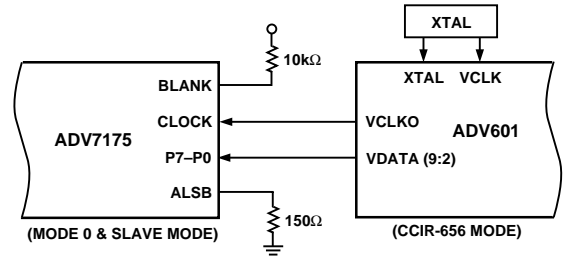 XTAL
10kΩ
BLANK
XTAL VCLK
CLOCK
VCLKO
ADV7175
ADV601
P7–P0
VDATA (9:2)
ALSB
150Ω
(MODE 0 & SLAVE MODE)
(CCIR-656 MODE)